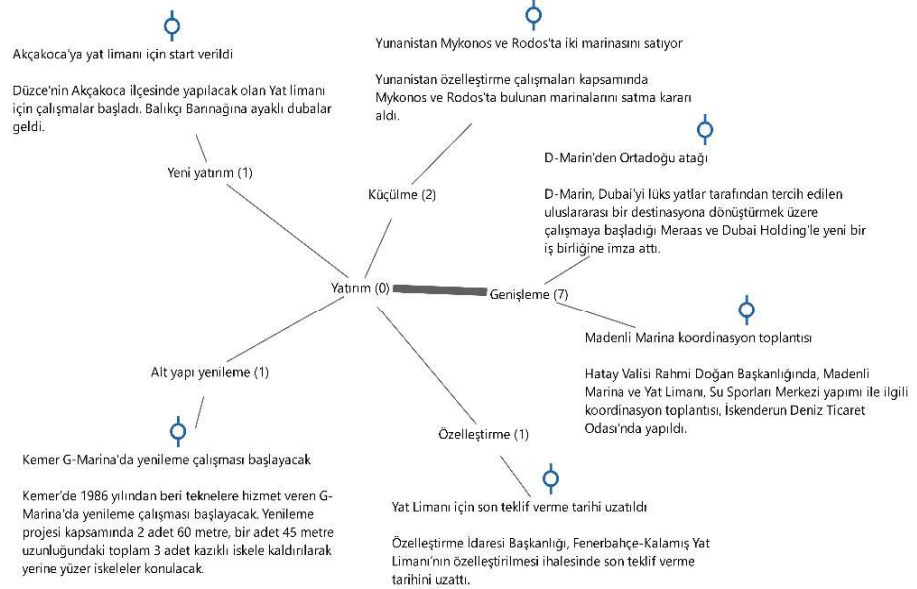 Akçakoca'ya yat limanı için start verildi
Düzce'nin Akçakoca ilçesinde yapılacak olan Yat limanı
için çalışmalar başladı. Balıkçı Barınağına ayaklı dubalar
geldi.
Yeni yatırım (1)
Yunanistan Mykonos ve Rodos'ta iki marinasını satıyor
Yunanistan özelleştirme çalışmaları kapsamında
Mykonos ve Rodos'ta bulunan marinalarını satma kararı
aldı.
Küçülme (2)
D-Marin'den Ortadoğu atağı
D-Marin, Dubai'yi lüks yatlar tarafından tercih edilen
uluslararası bir destinasyona dönüştürmek üzere
çalışmaya başladığı Meraas ve Dubai Holding'le yeni bir
iş birliğine imza attı.
Yatırım (0)
Genişleme (7)
Madenli Marina koordinasyon toplantısı
Hatay Valisi Rahmi Doğan Başkanlığında, Madenli
Marina ve Yat Limanı, Su Sporları Merkezi yapımı ile ilgili
koordinasyon toplantısı, İskenderun Deniz Ticaret
Odası'nda yapıldı.
Alt yapı yenileme (1)
Kemer G-Marina'da yenileme çalışması başlayacak
Kemer'de 1986 yılından beri teknelere hizmet veren G-
Marina'da yenileme çalışması başlayacak. Yenileme
projesi kapsamında 2 adet 60 metre, bir adet 45 metre
uzunluğundaki toplam 3 adet kazıklı iskele kaldırılarak
yerine yüzer iskeleler konulacak.
Özelleştirme (1)
Yat Limanı için son teklif verme tarihi uzatıldı
Özelleştirme İdaresi Başkanlığı, Fenerbahçe-Kalamış Yat
Limanı'nın özelleştirilmesi ihalesinde son teklif verme
tarihini uzattı.